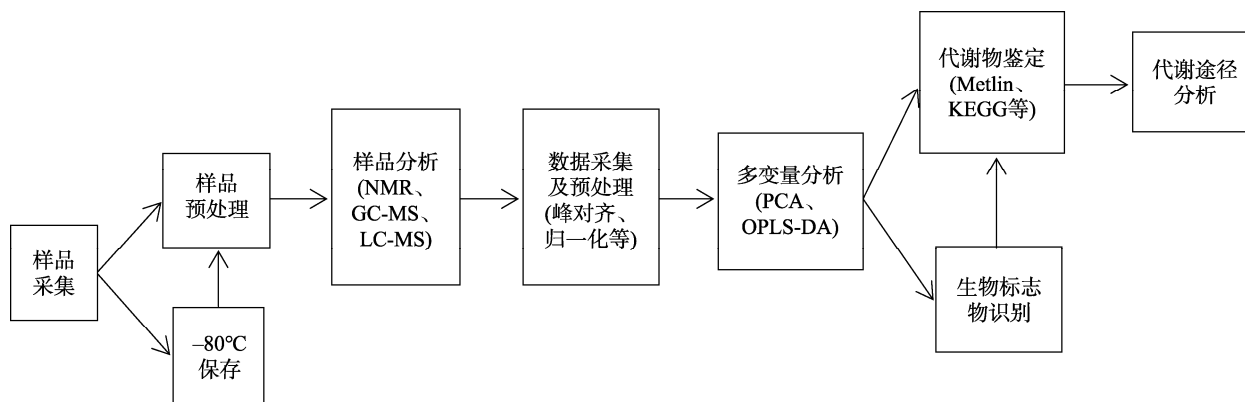 样品
采集
样品
预处理
–80℃
保存
样品分析
(NMR、
GC-MS、
LC-MS)
数据采集
及预处理
(峰对齐、
归一化等)
多变量分析
(PCA、
OPLS-DA)
代谢物鉴定
(Metlin、
KEGG等)
生物标志
物识别
代谢途径
分析